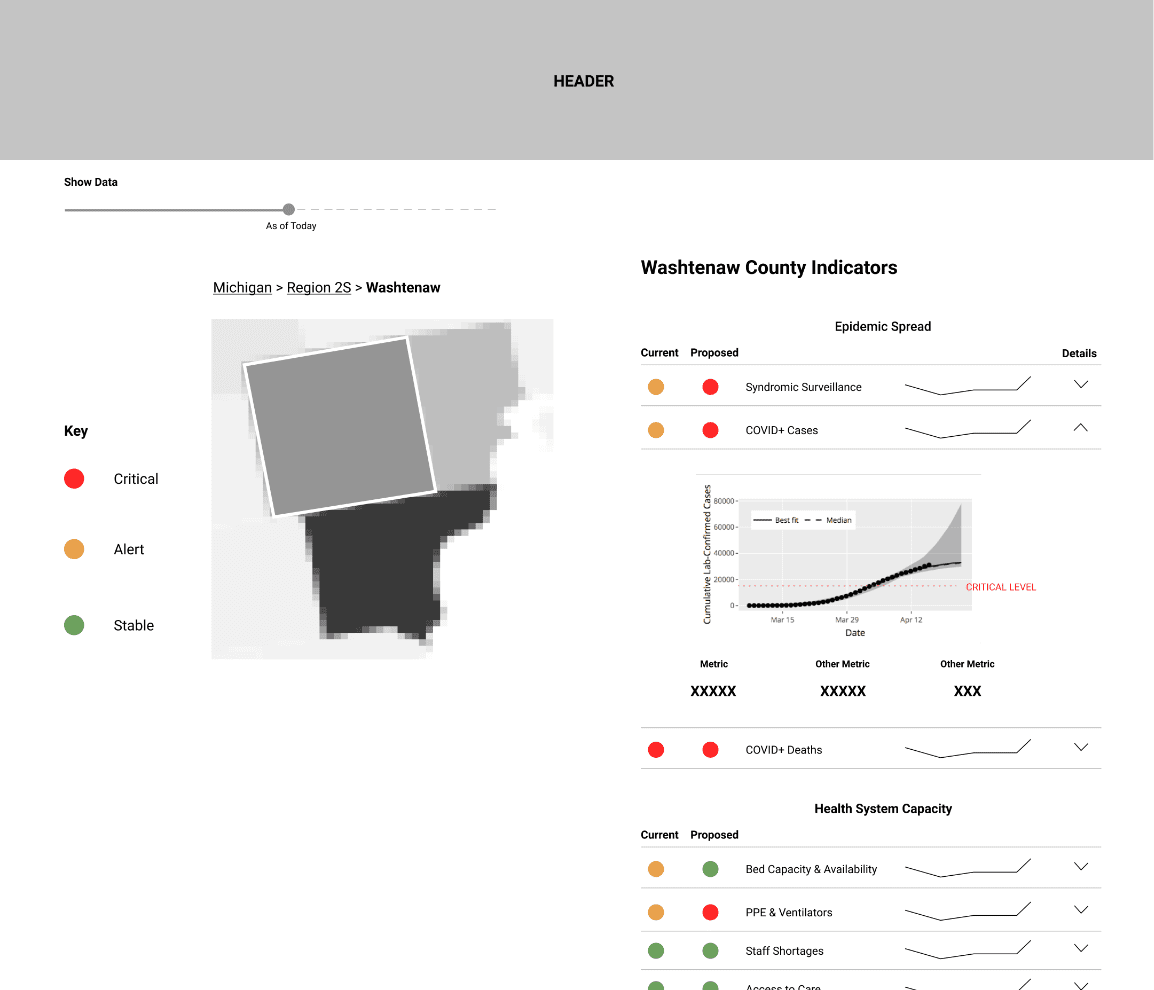 HEADER
Show Data
As of Today
Michigan > Region 2S > Washtenaw
Key
Critical
Alert
Stable
Washtenaw County Indicators
Epidemic Spread
Current Proposed Details
Syndromic Surveillance
COVID+ Cases
Cumulative Lab-Confirmed Cases
80000
60000
40000
20000
0
Best fit Median
CRITICAL LEVEL
Mar 15 Mar 29 Apr 12
Date
Metric Other Metric Other Metric
XXXXX XXXXX XXX
COVID+ Deaths
Health System Capacity
Current Proposed
Bed Capacity & Availability
PPE & Ventilators
Staff Shortages
Access to Care